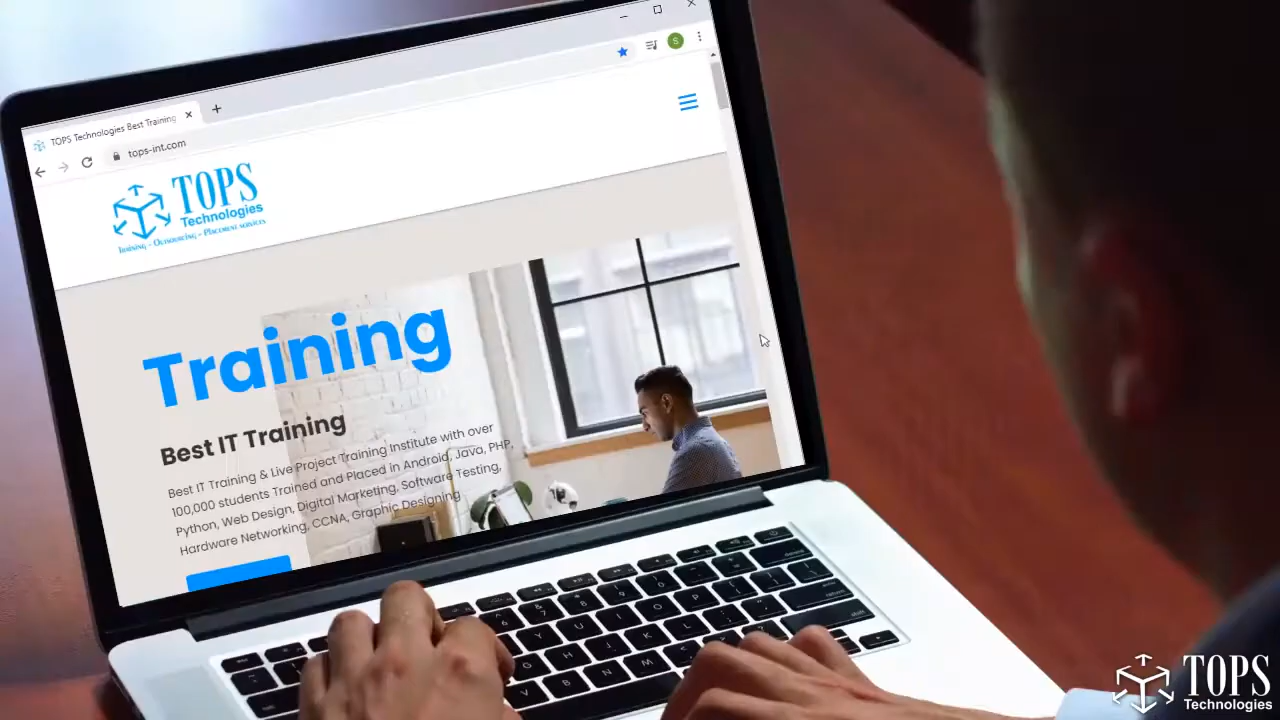 TOPS Technologies Best Training
tops-int.com
S
TOPS
Technologies
Training - Outsourcing - Placement services
Training
Best IT Training
Best IT Training & Live Project Training Institute with over
100,000 students Trained and Placed in Android, Java, PHP,
Python, Web Design, Digital Marketing, Software Testing,
Hardware Networking, CCNA, Graphic Designing
TOPS
Technologies